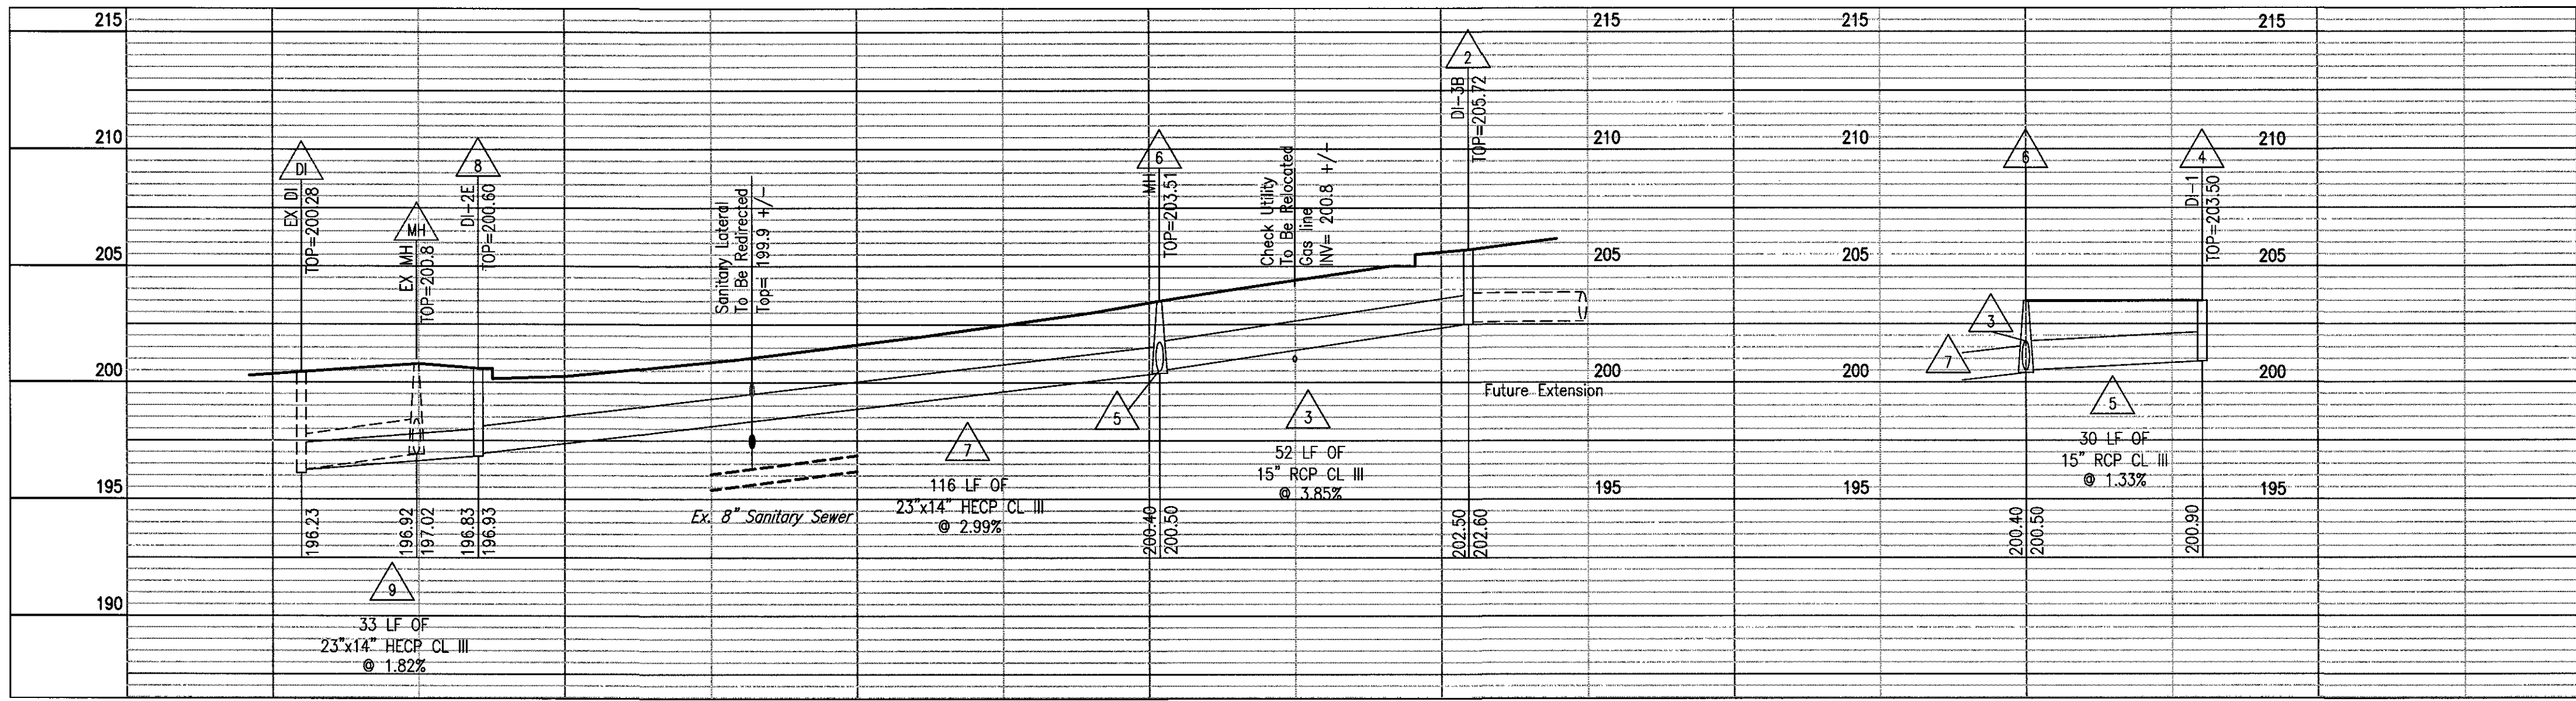 215
210
205
200
195
190
DI
EX DI
TOP=200.28
MH
EX MH
TOP=200.8
8
DI-2E
TOP=200.60
Sanitary Lateral
To Be Redirected
Top= 199.9 +/-
6
MH
TOP=203.51
Check Utility
To Be Relocated
Gas line
INV= 200.8 +/-
2
DI-3B
TOP=205.72
5
3
52 LF OF
15" RCP CL III
@ 3.85%
7
116 LF OF
23"x14" HECP CL III
@ 2.99%
Ex. 8" Sanitary Sewer
Future Extension
196.23
196.92
197.02
196.83
196.93
200.40
200.50
202.50
202.60
9
33 LF OF
23"x14" HECP CL III
@ 1.82%
215
210
205
200
195
215
210
205
200
195
6
4
DI-1
TOP=203.50
3
7
5
30 LF OF
15" RCP CL III
@ 1.33%
200.40
200.50
200.90
215
210
205
200
195